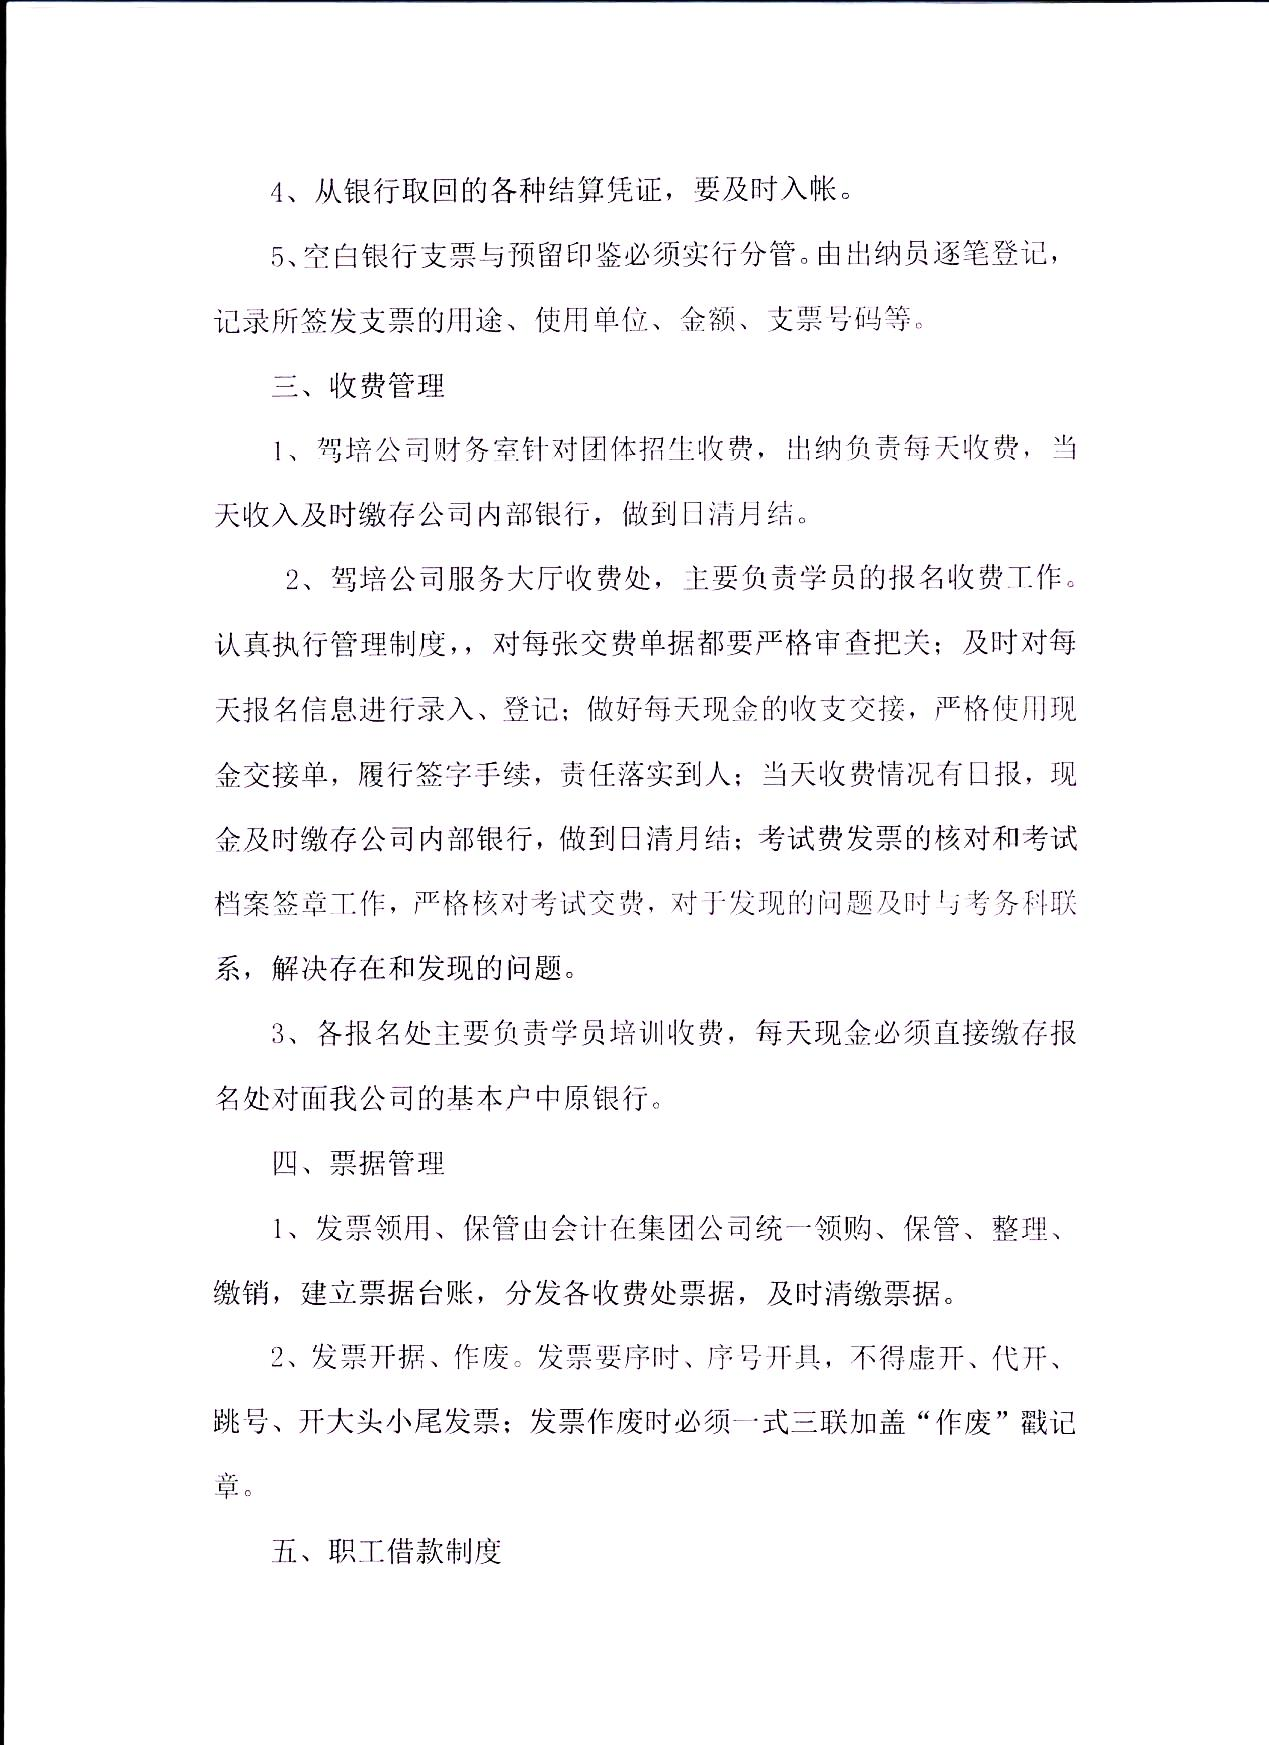 4、从银行取回的各种结算凭证，要及时入帐。
5、空白银行支票与预留印鉴必须实行分管。由出纳员逐笔登记，
记录所签发支票的用途、使用单位、金额、支票号码等。
三、收费管理
1、驾培公司财务室针对团体招生收费，出纳负责每天收费，当
天收入及时缴存公司内部银行，做到日清月结。
2、驾培公司服务大厅收费处，主要负责学员的报名收费工作。
认真执行管理制度，，对每张交费单据都要严格审查把关；及时对每
天报名信息进行录入、登记；做好每天现金的收支交接，严格使用现
金交接单，履行签字手续，责任落实到人；当天收费情况有日报，现
金及时缴存公司内部银行，做到日清月结；考试费发票的核对和考试
档案签章工作，严格核对考试交费，对于发现的问题及时与考务科联
系，解决存在和发现的问题。
3、各报名处主要负责学员培训收费，每天现金必须直接缴存报
名处对面我公司的基本户中原银行。
四、票据管理
1、发票领用、保管由会计在集团公司统一领购、保管、整理、
缴销，建立票据台账，分发各收费处票据，及时清缴票据。
2、发票开据、作废。发票要序时、序号开具，不得虚开、代开、
跳号、开大头小尾发票；发票作废时必须一式三联加盖“作废”戳记
章。
五、职工借款制度